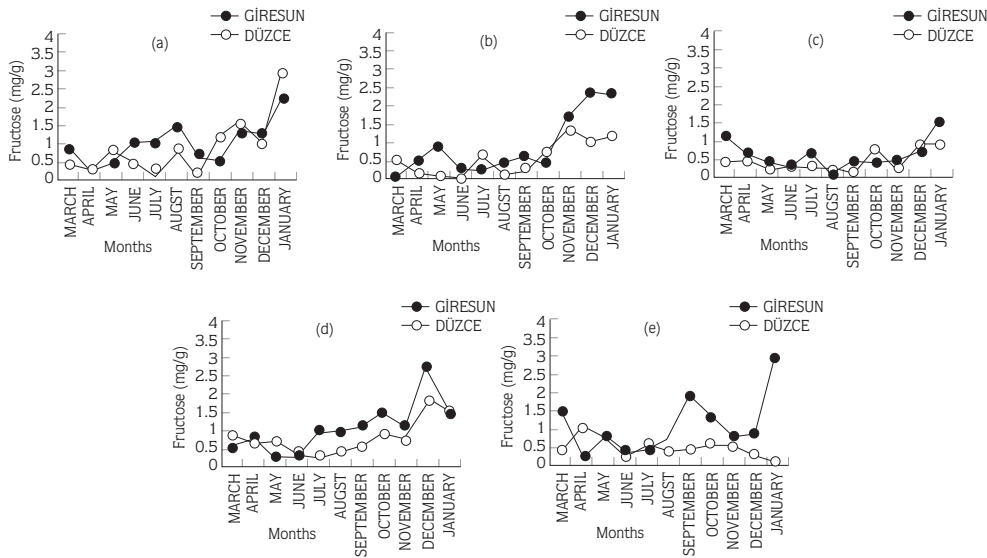 GİRESUN
DÜZCE
(a)
4
3.5
3
2.5
2
1.5
1
0.5
0
Fructose (mg/g)
MARCH
APRIL
MAY
JUNE
JULY
AUGST
SEPTEMBER
OCTOBER
NOVEMBER
DECEMBER
JANUARY
Months
GİRESUN
DÜZCE
(b)
4
3.5
3
2.5
2
1.5
1
0.5
0
Fructose (mg/g)
MARCH
APRIL
MAY
JUNE
JULY
AUGST
SEPTEMBER
OCTOBER
NOVEMBER
DECEMBER
JANUARY
Months
GİRESUN
DÜZCE
(c)
4
3.5
3
2.5
2
1.5
1
0.5
0
Fructose (mg/g)
MARCH
APRIL
MAY
JUNE
JULY
AUGST
SEPTEMBER
OCTOBER
NOVEMBER
DECEMBER
JANUARY
Months
GİRESUN
DÜZCE
(d)
4
3.5
3
2.5
2
1.5
1
0.5
0
Fructose (mg/g)
MARCH
APRIL
MAY
JUNE
JULY
AUGST
SEPTEMBER
OCTOBER
NOVEMBER
DECEMBER
JANUARY
Months
GİRESUN
DÜZCE
(e)
4
3.5
3
2.5
2
1.5
1
0.5
0
Fructose (mg/g)
MARCH
APRIL
MAY
JUNE
JULY
AUGST
SEPTEMBER
OCTOBER
NOVEMBER
DECEMBER
JANUARY
Months